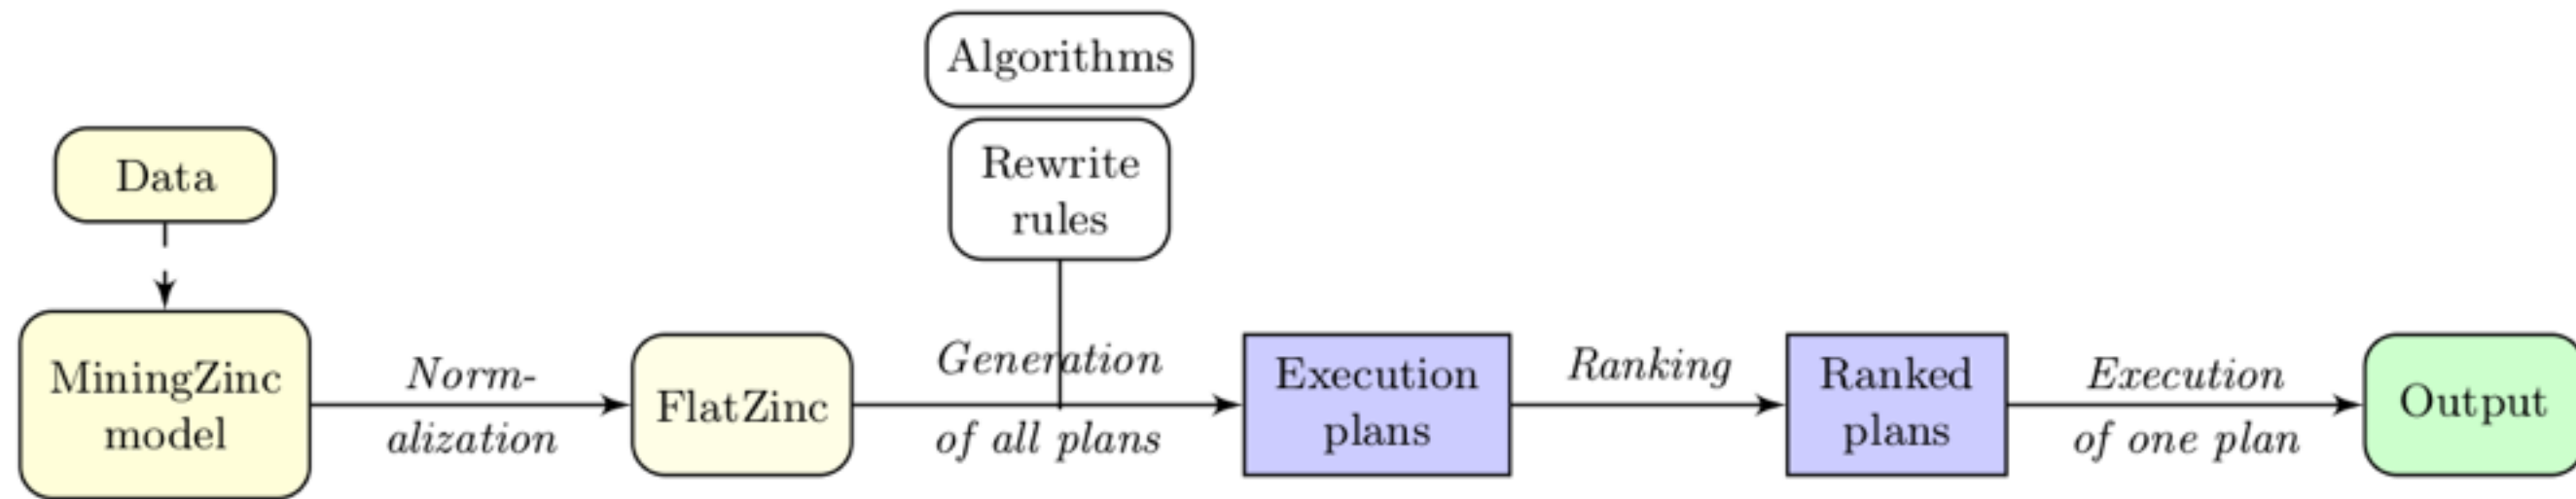 Algorithms
Rewrite
rules
Data
MiningZinc
model
Norm-
alization
FlatZinc
Generation
of all plans
Execution
plans
Ranking
Ranked
plans
Execution
of one plan
Output